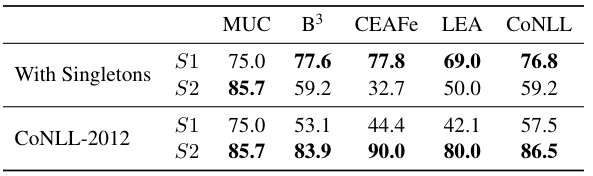 MUC B³ CEAFe LEA CoNLL
With Singletons S1 75.0 77.6 77.8 69.0 76.8
S2 85.7 59.2 32.7 50.0 59.2
CoNLL-2012 S1 75.0 53.1 44.4 42.1 57.5
S2 85.7 83.9 90.0 80.0 86.5